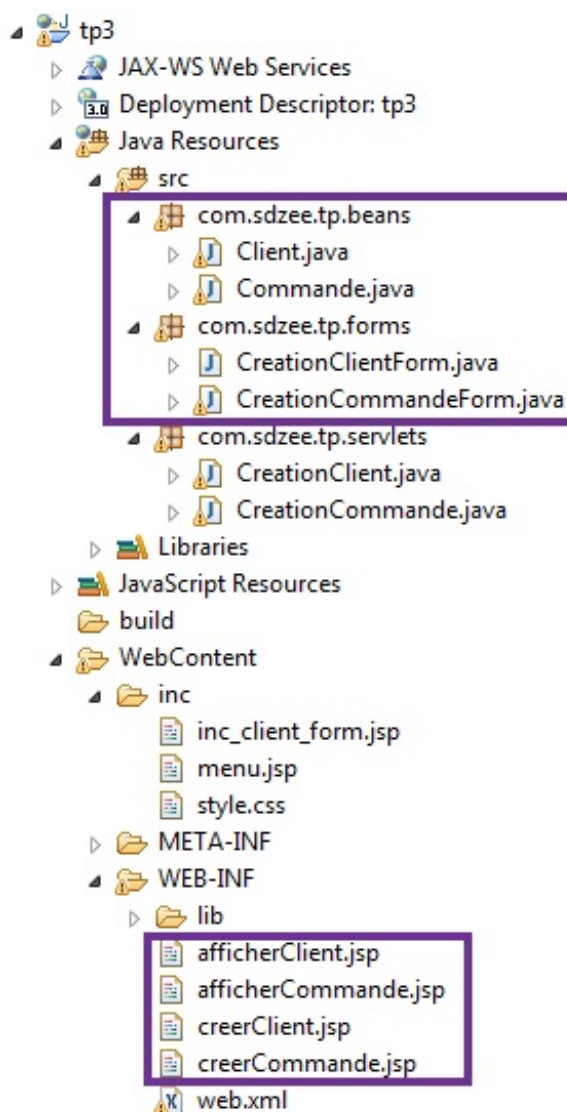 tp3
JAX-WS Web Services
3.0 Deployment Descriptor: tp3
Java Resources
src
com.sdzee.tp.beans
Client.java
Commande.java
com.sdzee.tp.forms
CreationClientForm.java
CreationCommandeForm.java
com.sdzee.tp.servlets
CreationClient.java
CreationCommande.java
Libraries
JavaScript Resources
build
WebContent
inc
inc_client_form.jsp
menu.jsp
style.css
META-INF
WEB-INF
lib
afficherClient.jsp
afficherCommande.jsp
creerClient.jsp
creerCommande.jsp
web.xml